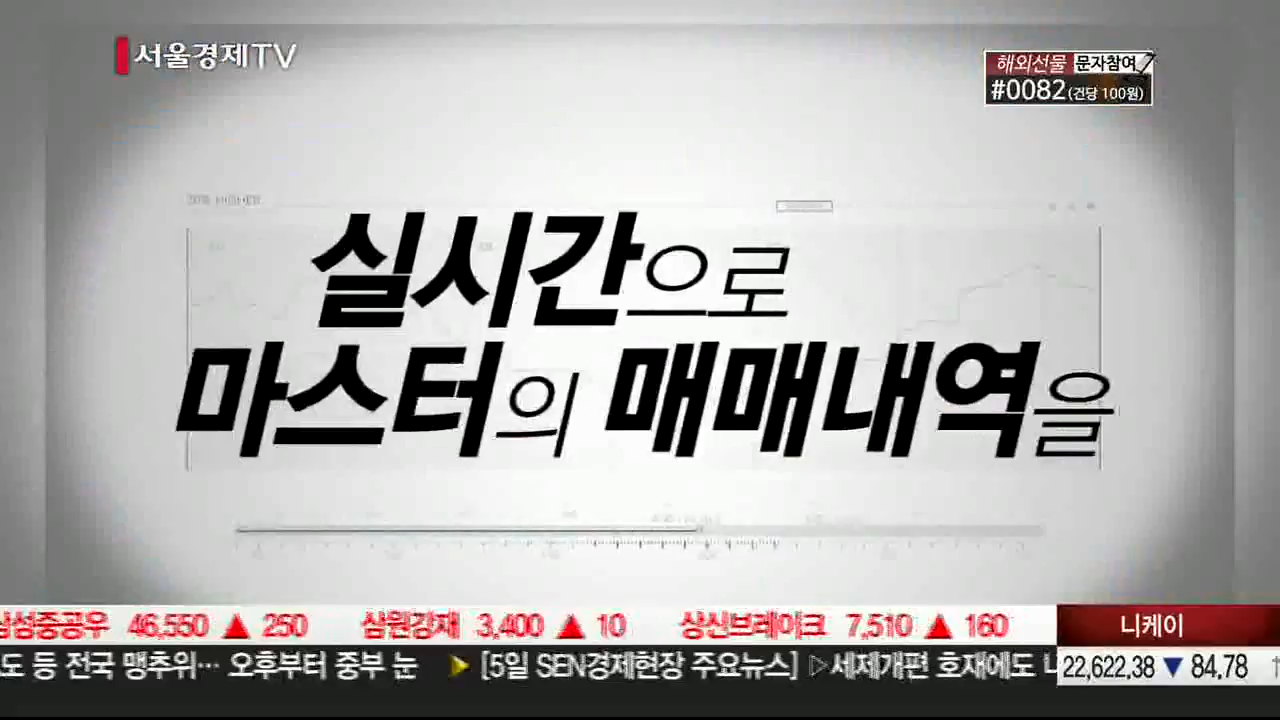 서울경제TV
해외선물 문자참여
#0082(건당 100원)
실시간으로
마스터의 매매내역을
삼성중공우 46,550 ▲ 250 삼원강재 3,400 ▲ 10 상신브레이크 7,510 ▲ 160
니케이
도 등 전국 맹추위… 오후부터 중부 눈 [5일 SEN경제현장 주요뉴스] ▷세제개편 호재에도
22,622.38 ▼ 84.78